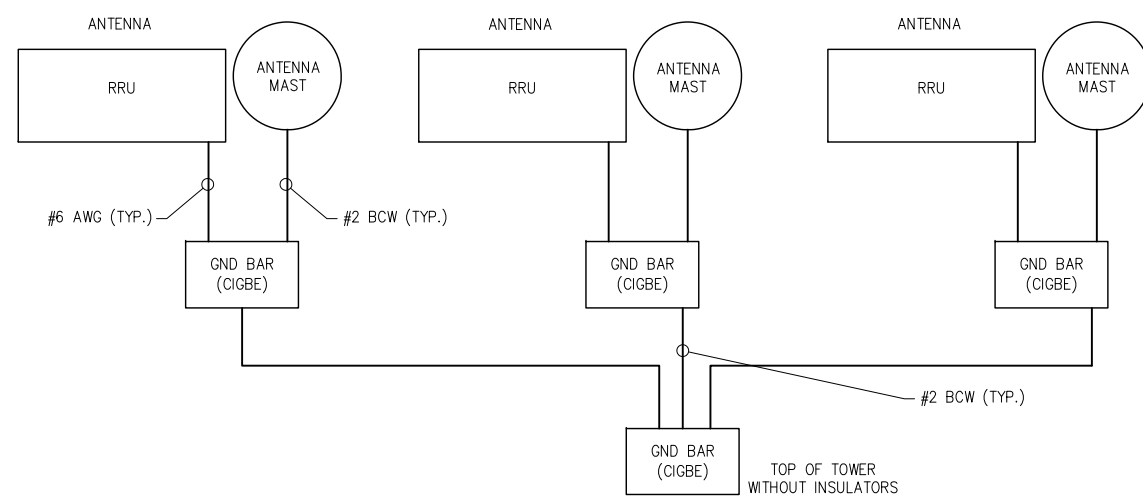 ANTENNA
ANTENNA
ANTENNA
RRU
ANTENNA
MAST
RRU
ANTENNA
MAST
RRU
ANTENNA
MAST
#6 AWG (TYP.)
#2 BCW (TYP.)
GND BAR
(CIGBE)
GND BAR
(CIGBE)
GND BAR
(CIGBE)
#2 BCW (TYP.)
GND BAR
(CIGBE)
TOP OF TOWER
WITHOUT INSULATORS